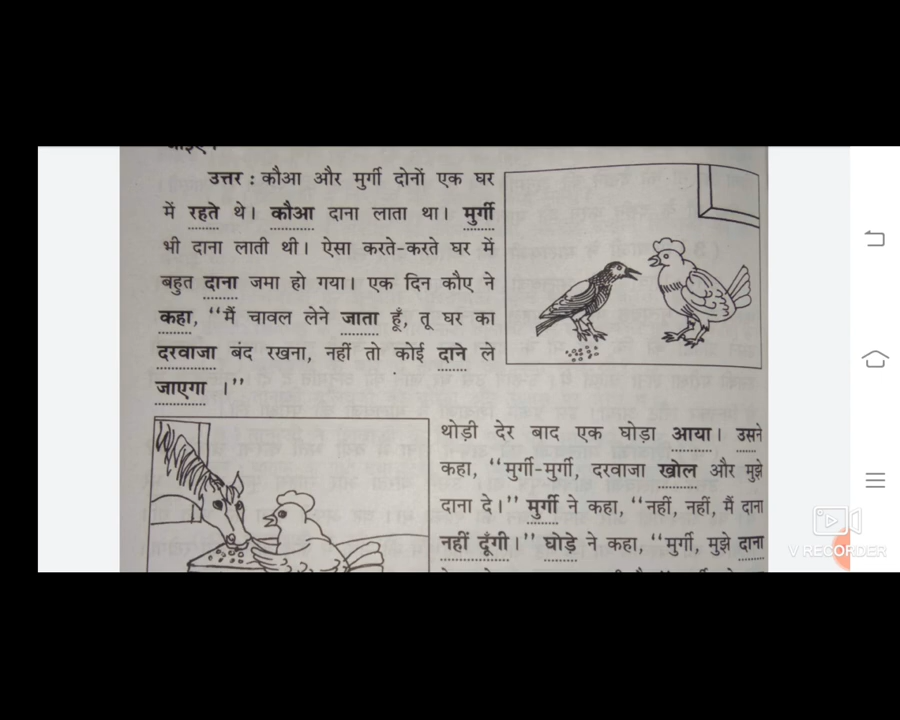 उत्तर : कौआ और मुर्गी दोनों एक घर
में रहते थे। कौआ दाना लाता था। मुर्गी
भी दाना लाती थी। ऐसा करते-करते घर में
बहुत दाना जमा हो गया। एक दिन कौए ने
कहा, “मैं चावल लेने जाता हूँ, तू घर का
दरवाजा बंद रखना, नहीं तो कोई दाने ले
जाएगा ।”
थोड़ी देर बाद एक घोड़ा आया। उसने
कहा, “मुर्गी-मुर्गी, दरवाजा खोल और मुझे
दाना दे।” मुर्गी ने कहा, “नहीं, नहीं, मैं दाना
नहीं दूँगी।” घोड़े ने कहा, “मुर्गी, मुझे दाना
V RECORDER